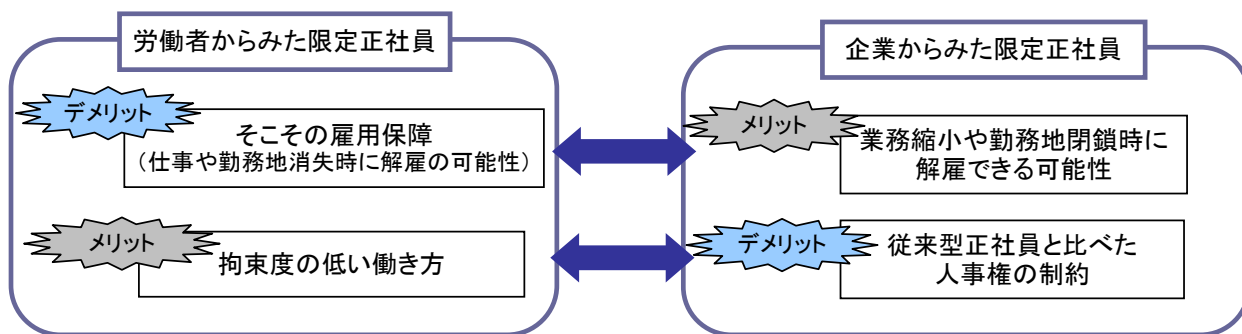 労働者からみた限定正社員
デメリット
そこその雇用保障
(仕事や勤務地消失時に解雇の可能性)
メリット
拘束度の低い働き方
企業からみた限定正社員
メリット
業務縮小や勤務地閉鎖時に
解雇できる可能性
デメリット
従来型正社員と比べた
人事権の制約